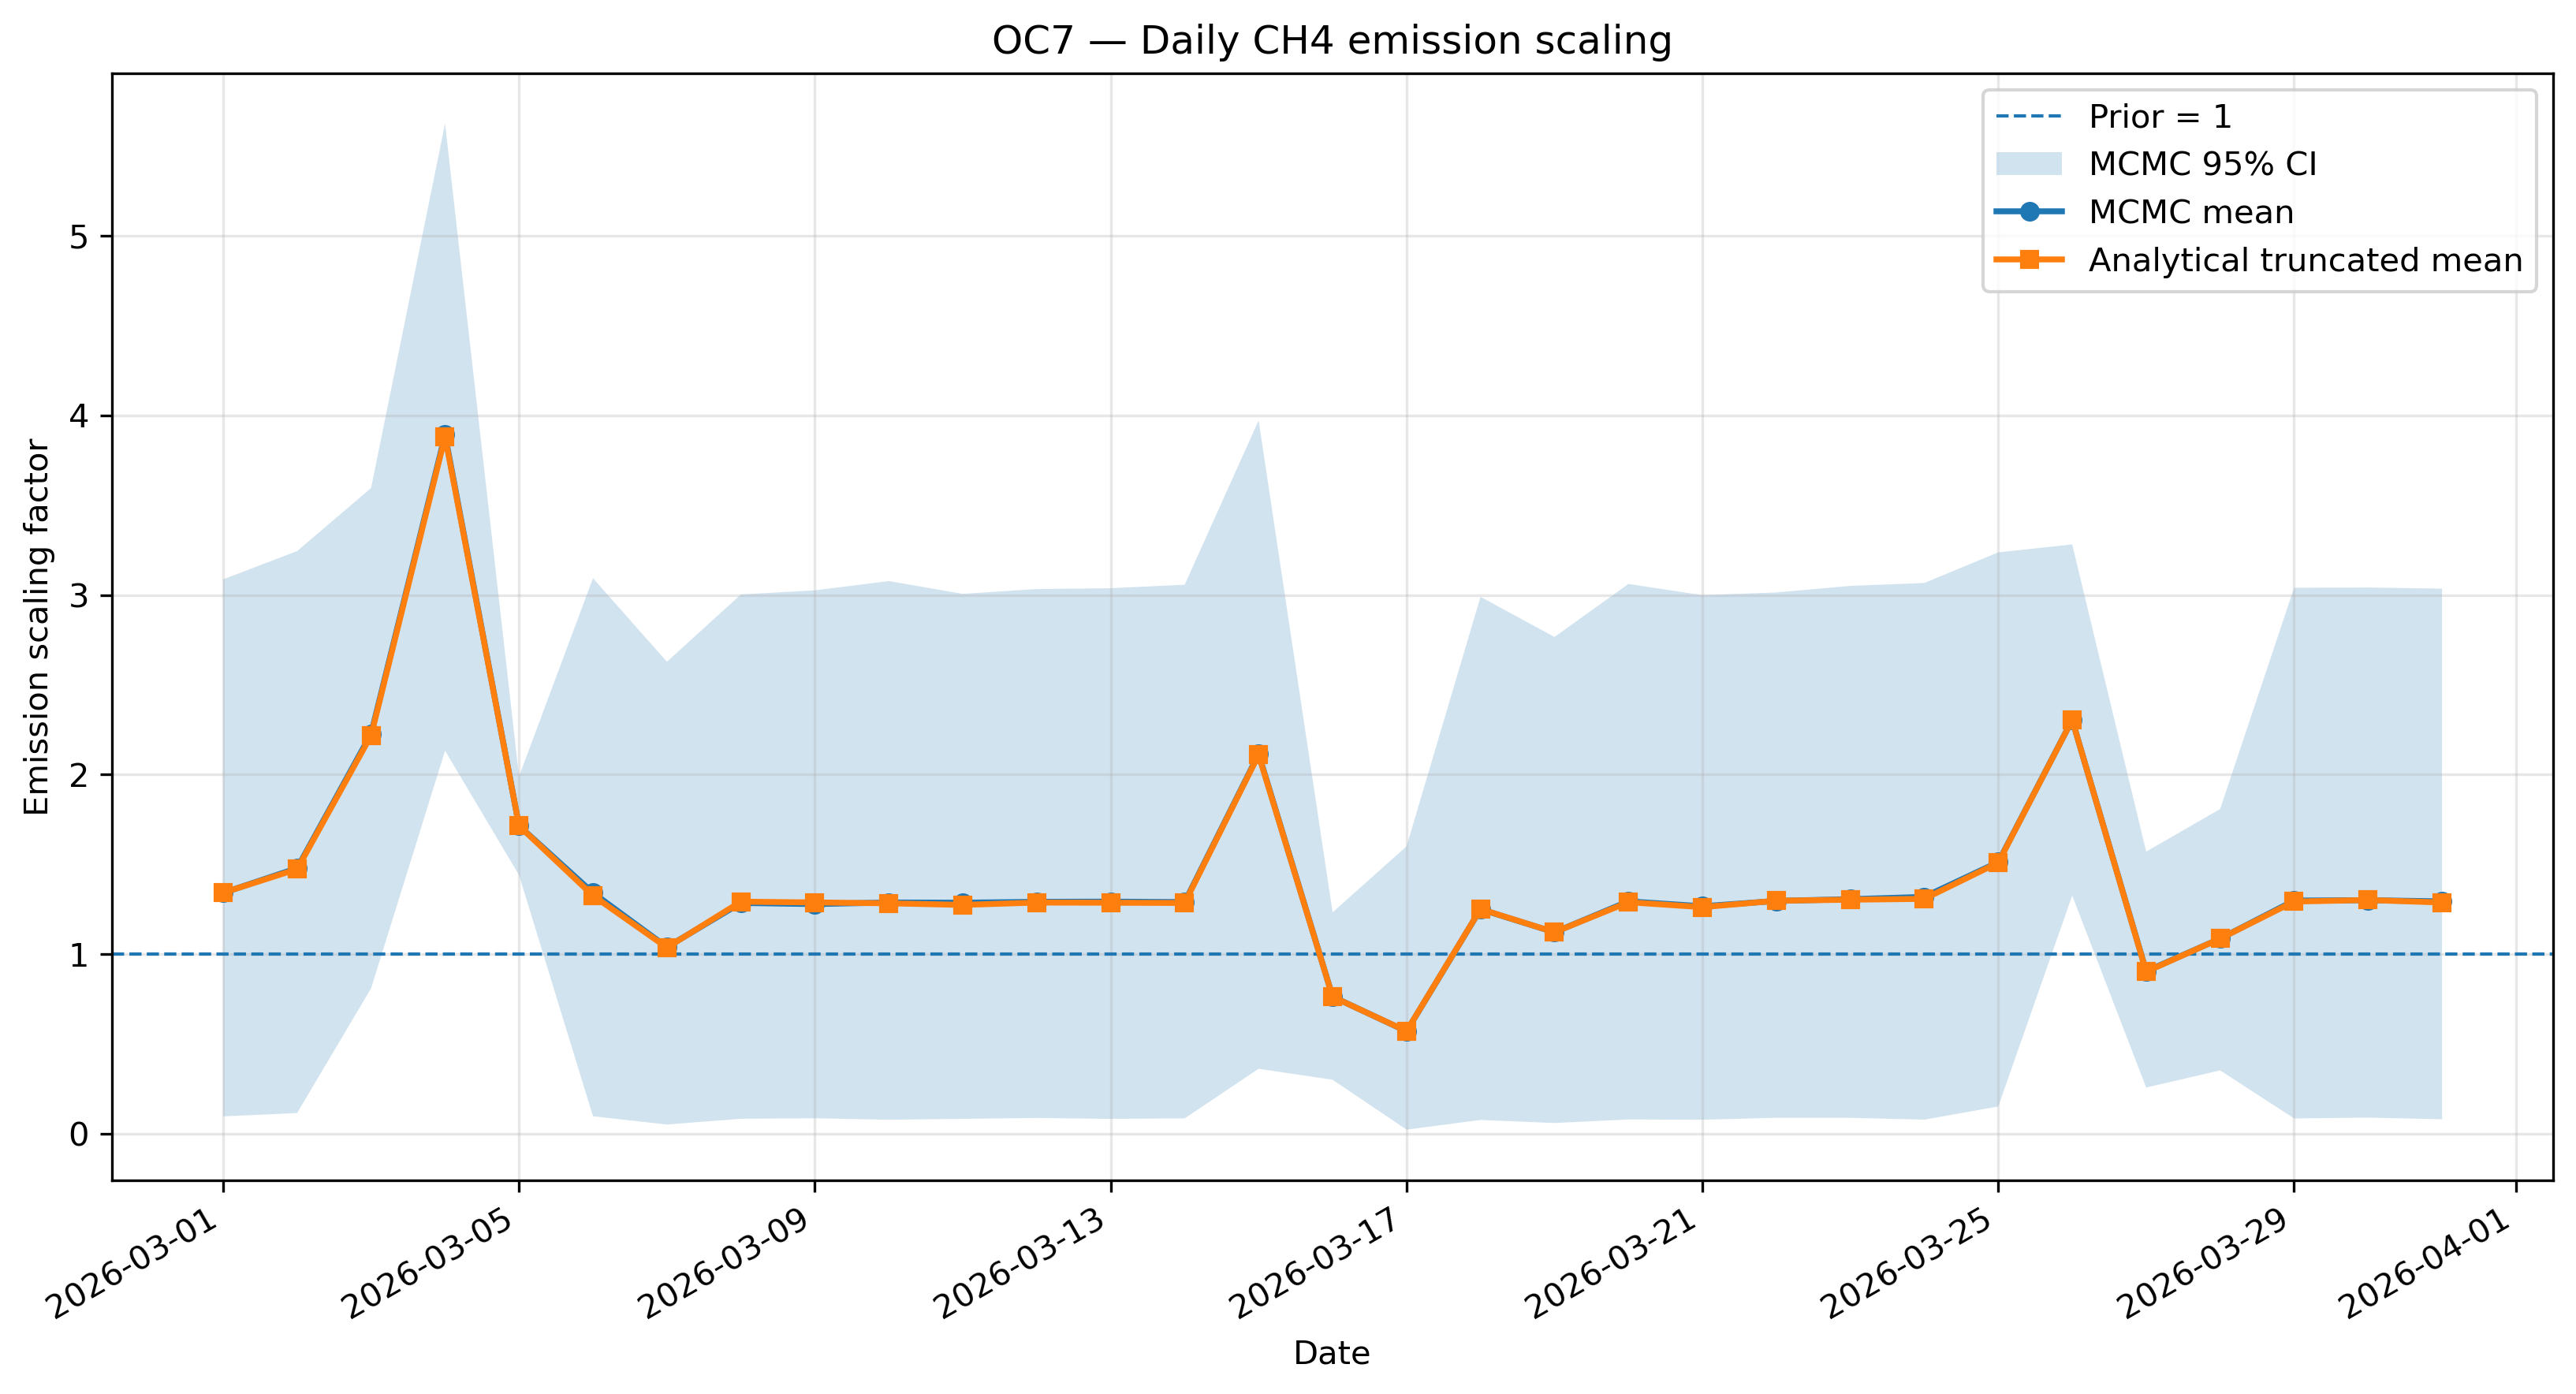 OC7 — Daily CH4 emission scaling
Prior = 1
MCMC 95% CI
MCMC mean
Analytical truncated mean
Emission scaling factor
5
4
3
2
1
0
2026-03-01
2026-03-05
2026-03-09
2026-03-13
2026-03-17
2026-03-21
2026-03-25
2026-03-29
2026-04-01
Date